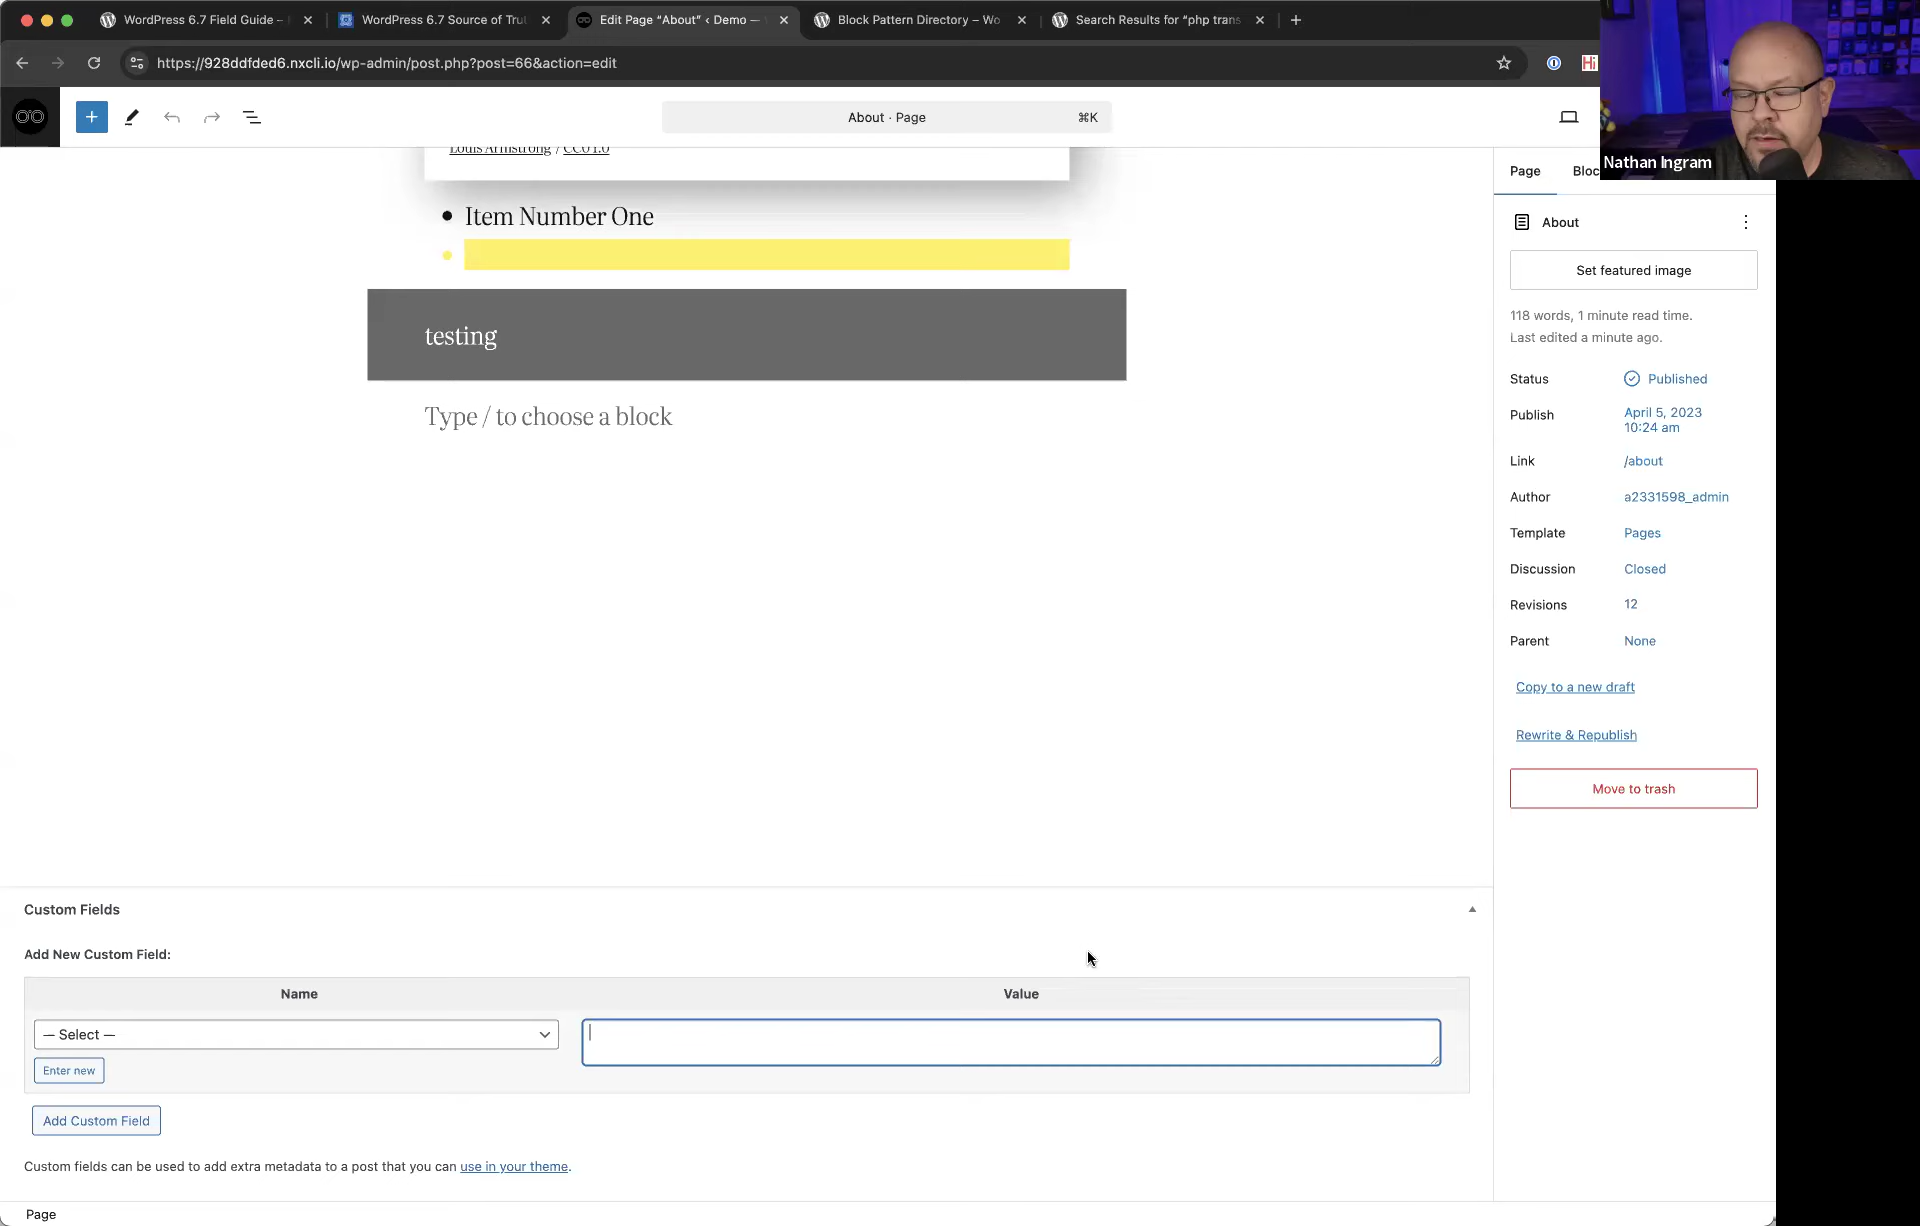 WordPress 6.7 Field Guide –
WordPress 6.7 Source of Trut
Edit Page “About” ‹ Demo —
Block Pattern Directory – Wo
Search Results for “php trans
https://928ddfded6.nxcli.io/wp-admin/post.php?post=66&action=edit
Hi
Nathan Ingram
About · Page
⌘K
Page
Bloc
Louis Armstrong / CC0 1.0
Item Number One
testing
Type / to choose a block
About
Set featured image
118 words, 1 minute read time.
Last edited a minute ago.
Status Published
Publish April 5, 2023
10:24 am
Link /about
Author a2331598_admin
Template Pages
Discussion Closed
Revisions 12
Parent None
Copy to a new draft
Rewrite & Republish
Move to trash
Custom Fields
Add New Custom Field:
Name Value
— Select —
Enter new
Add Custom Field
Custom fields can be used to add extra metadata to a post that you can use in your theme.
Page